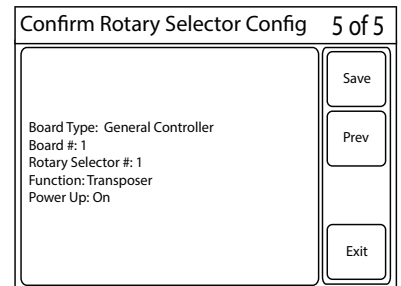 Confirm Rotary Selector Config 5 of 5
Save
Board Type: General Controller
Board #: 1
Rotary Selector #: 1
Function: Transposer
Power Up: On
Prev
Exit